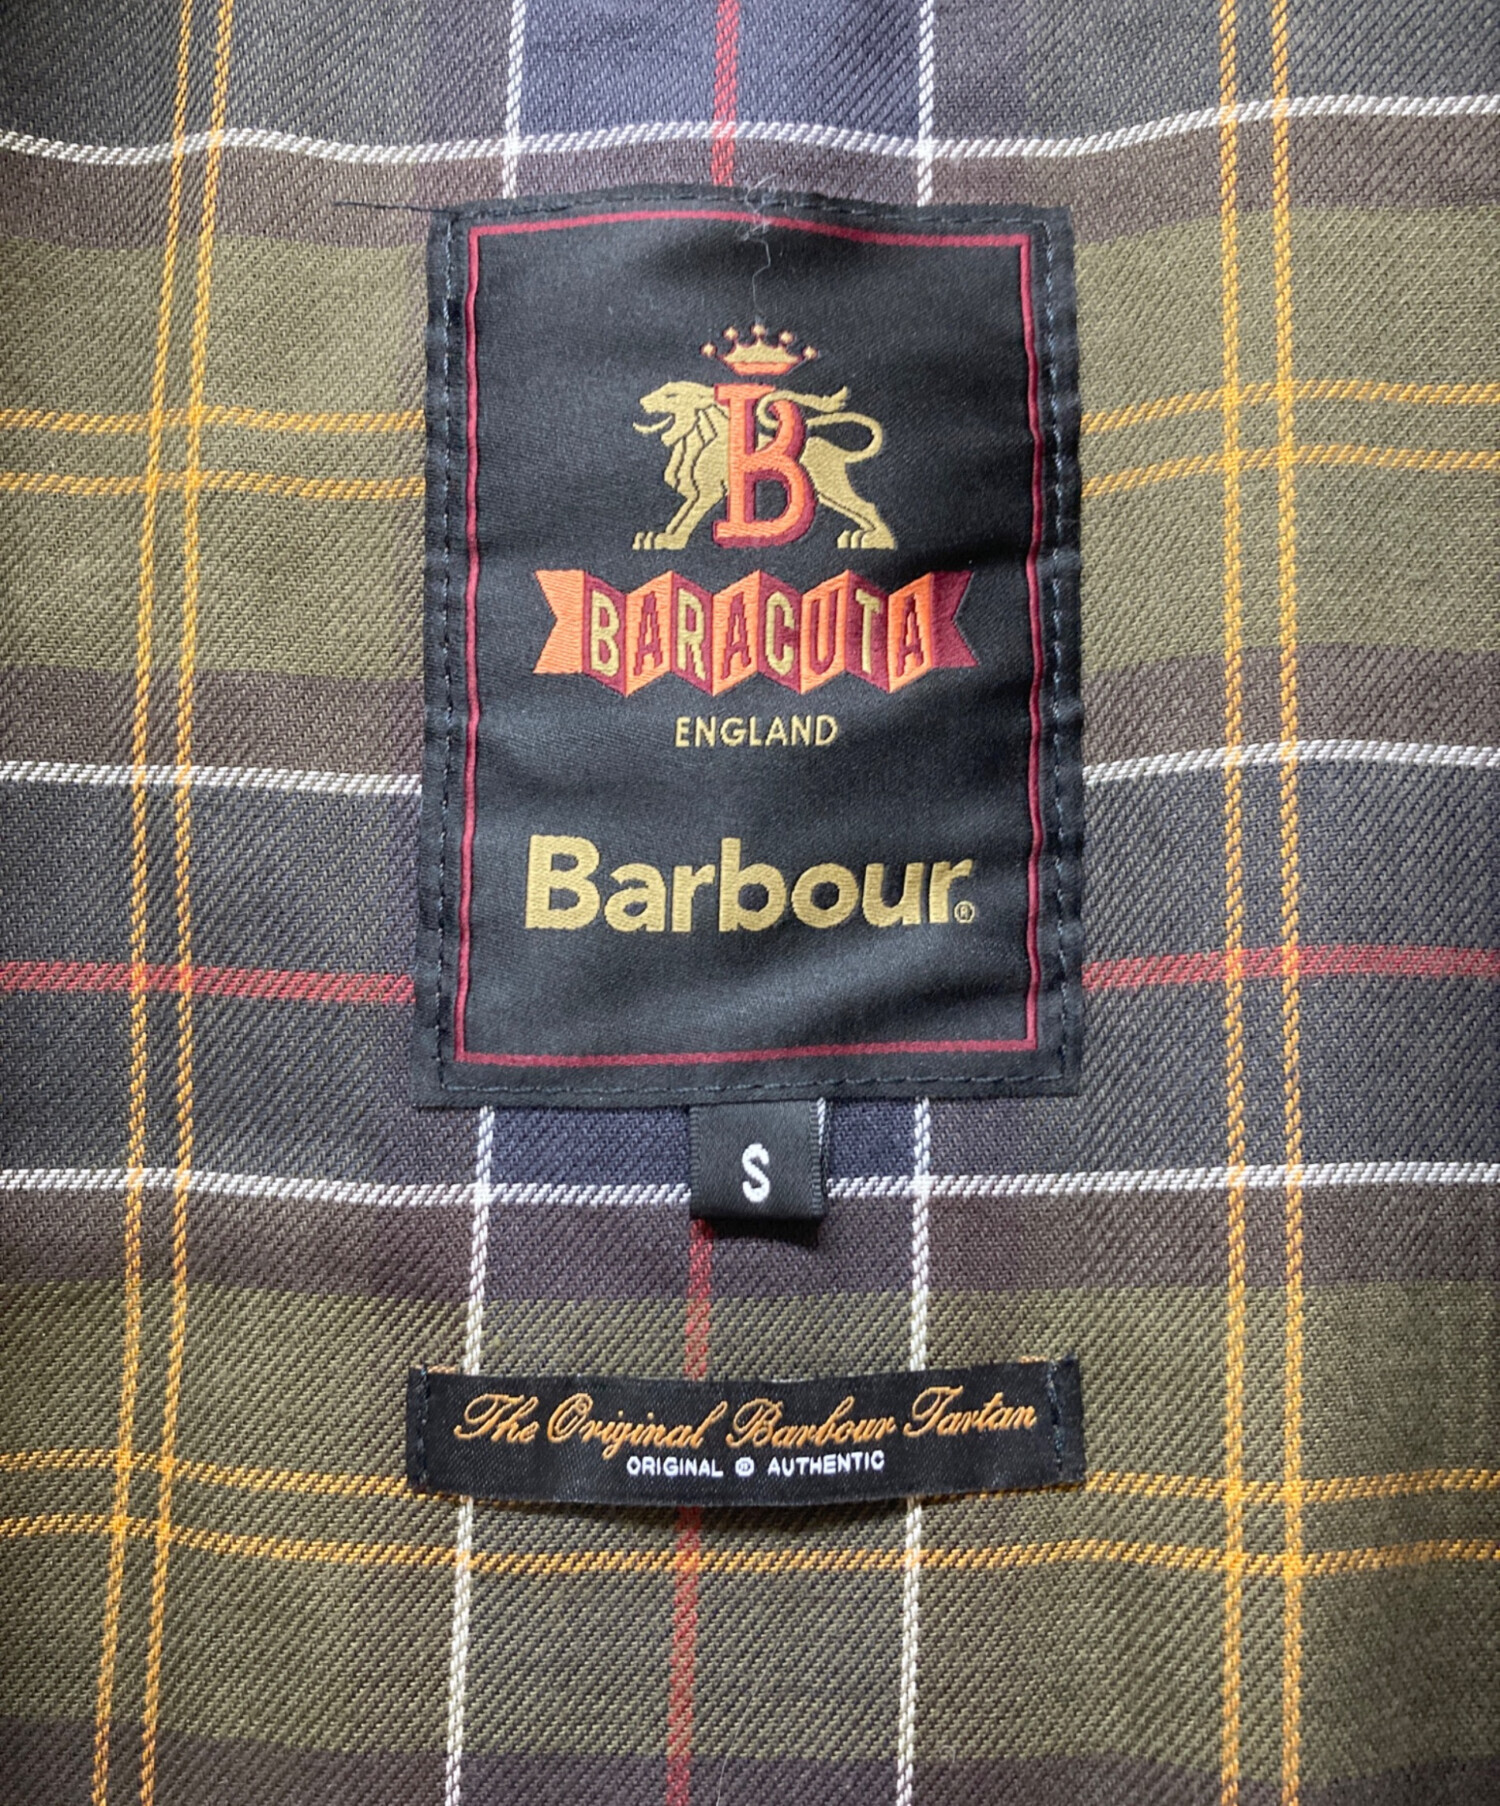 B
BARACUTA
ENGLAND
Barbour®
S
The Original Barbour Tartan
ORIGINAL ® AUTHENTIC